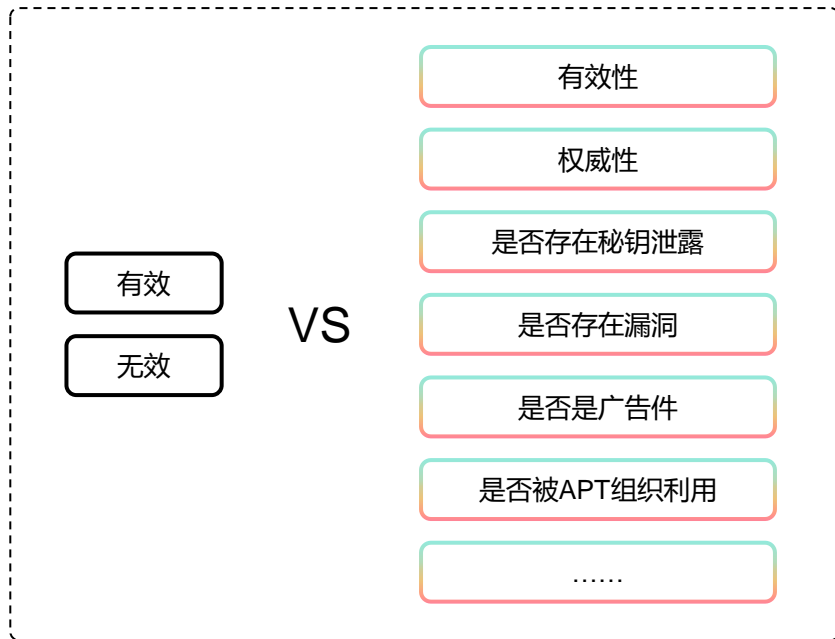 有效
无效
VS
有效性
权威性
是否存在秘钥泄露
是否存在漏洞
是否是广告件
是否被APT组织利用
……